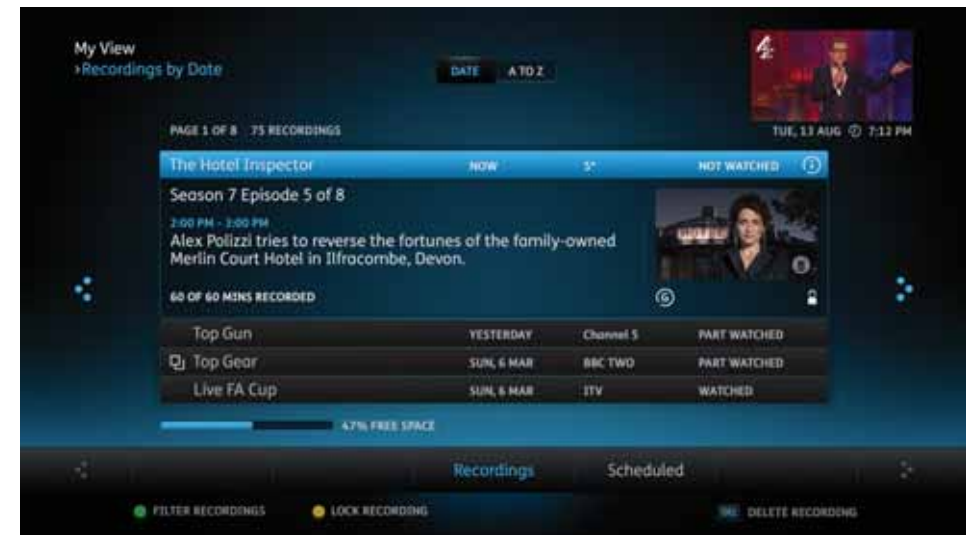 My View
›Recordings by Date
DATE A TO Z
4
PAGE 1 OF 8 75 RECORDINGS
TUE, 13 AUG 7:12 PM
The Hotel Inspector NOW 5* NOT WATCHED i
Season 7 Episode 5 of 8
2:00 PM - 3:00 PM
Alex Polizzi tries to reverse the fortunes of the family-owned
Merlin Court Hotel in Ilfracombe, Devon.
60 OF 60 MINS RECORDED G
Top Gun YESTERDAY Channel 5 PART WATCHED
Top Gear SUN, 6 MAR BBC TWO PART WATCHED
Live FA Cup SUN, 6 MAR ITV WATCHED
47% FREE SPACE
Recordings Scheduled
FILTER RECORDINGS LOCK RECORDING DELETE RECORDING